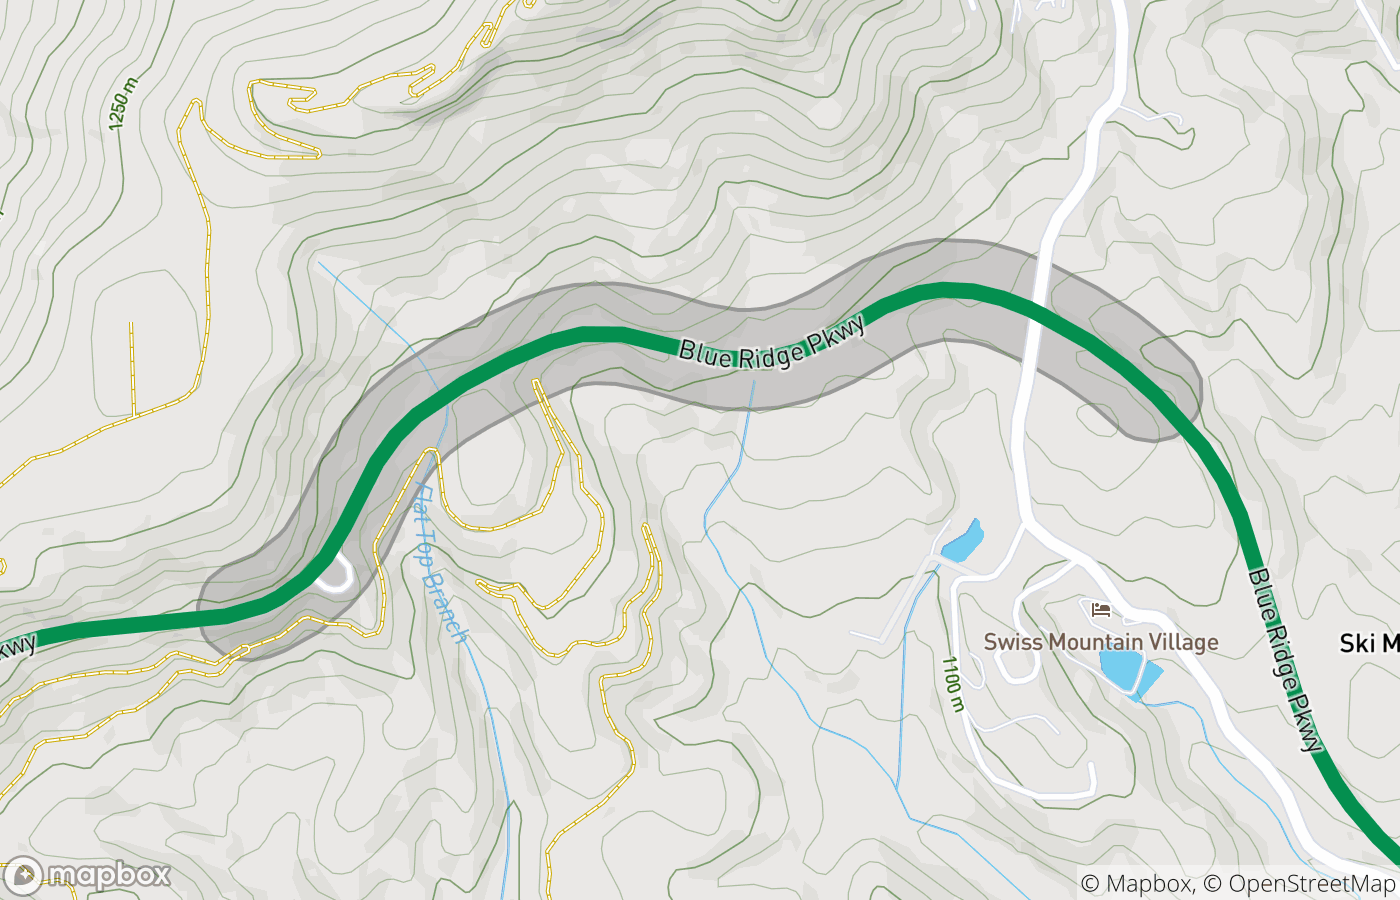 1250 m
Blue Ridge Pkwy
Flat Top Branch
Blue Ridge Pkwy
kwy
Swiss Mountain Village
Ski M
1100 m
mapbox
© Mapbox, © OpenStreetMap